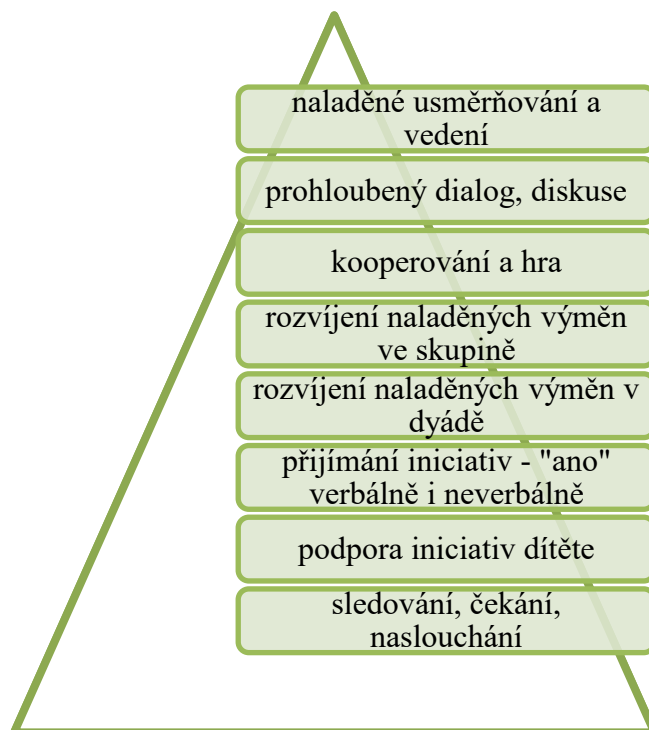 naladěné usměrňování a
vedení
prohloubený dialog, diskuse
kooperování a hra
rozvíjení naladěných výměn
ve skupině
rozvíjení naladěných výměn v
dyádě
přijímání iniciativ - "ano"
verbálně i neverbálně
podpora iniciativ dítěte
sledování, čekání,
naslouchání